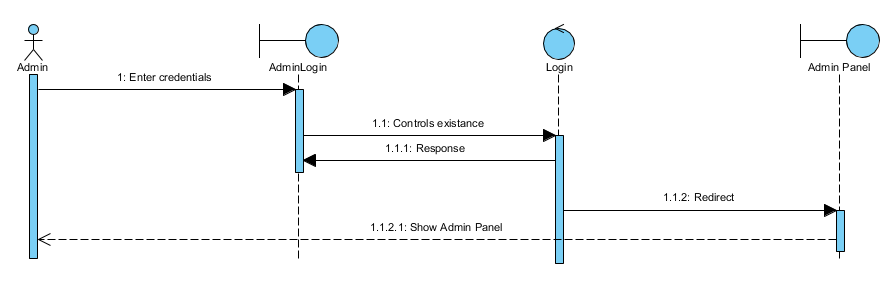 Admin
AdminLogin
Login
Admin Panel
1: Enter credentials
1.1: Controls existance
1.1.1: Response
1.1.2: Redirect
1.1.2.1: Show Admin Panel